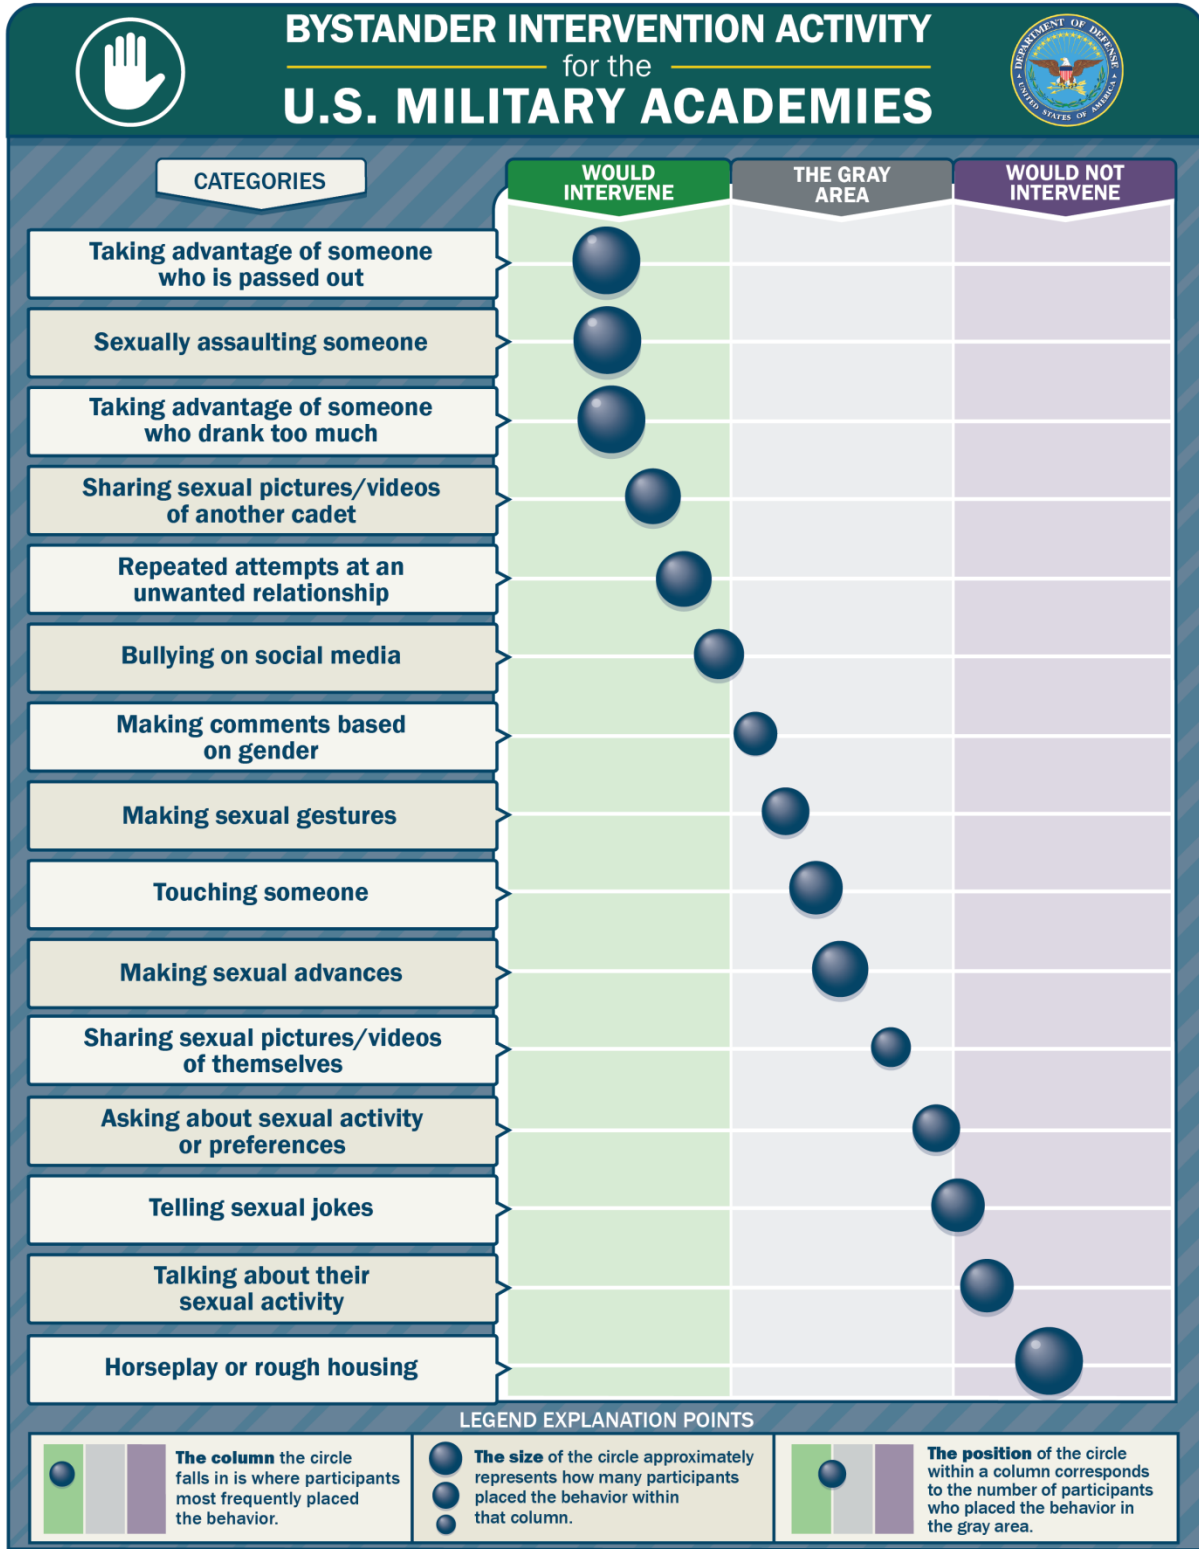 BYSTANDER INTERVENTION ACTIVITY
for the
U.S. MILITARY ACADEMIES
DEPARTMENT OF DEFENSE
UNITED STATES OF AMERICA
CATEGORIES
WOULD
INTERVENE
THE GRAY
AREA
WOULD NOT
INTERVENE
Taking advantage of someone
who is passed out
Sexually assaulting someone
Taking advantage of someone
who drank too much
Sharing sexual pictures/videos
of another cadet
Repeated attempts at an
unwanted relationship
Bullying on social media
Making comments based
on gender
Making sexual gestures
Touching someone
Making sexual advances
Sharing sexual pictures/videos
of themselves
Asking about sexual activity
or preferences
Telling sexual jokes
Talking about their
sexual activity
Horseplay or rough housing
LEGEND EXPLANATION POINTS
The column the circle
falls in is where participants
most frequently placed
the behavior.
The size of the circle approximately
represents how many participants
placed the behavior within
that column.
The position of the circle
within a column corresponds
to the number of participants
who placed the behavior in
the gray area.